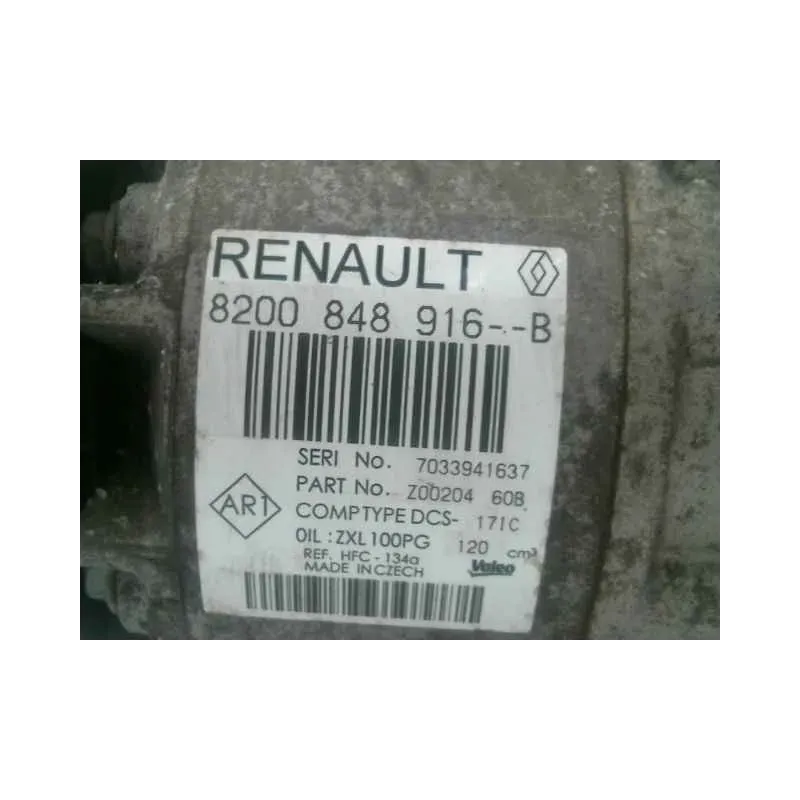 RENAULT
8200 848 916--B
SERI No. 7033941637
PART No. Z00204 60B
AR1
COMPTYPE DCS- 171C
OIL : ZXL100PG 120 cm³
REF. HFC - 134a
MADE IN CZECH
Valeo